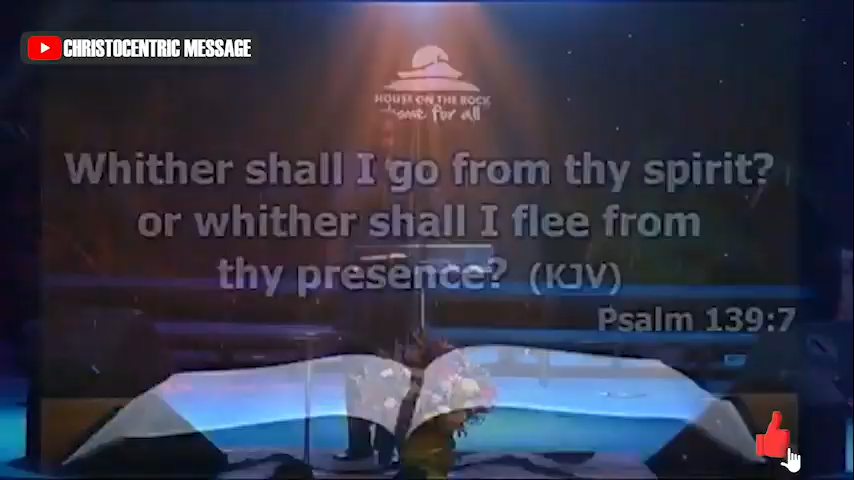 CHRISTOCENTRIC MESSAGE
HOUSE ON THE ROCK
home for all
Whither shall I go from thy spirit?
or whither shall I flee from
thy presence? (KJV)
Psalm 139:7